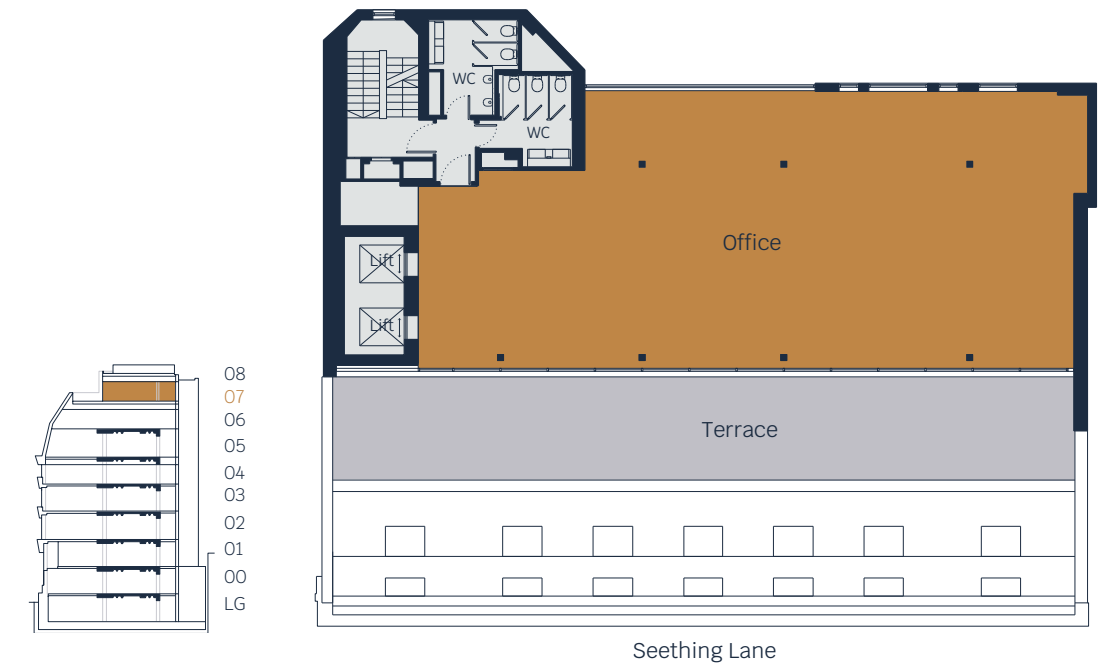 WC
WC
Office
Lift
Lift
08
07
06
05
04
03
02
01
00
LG
Terrace
Seething Lane